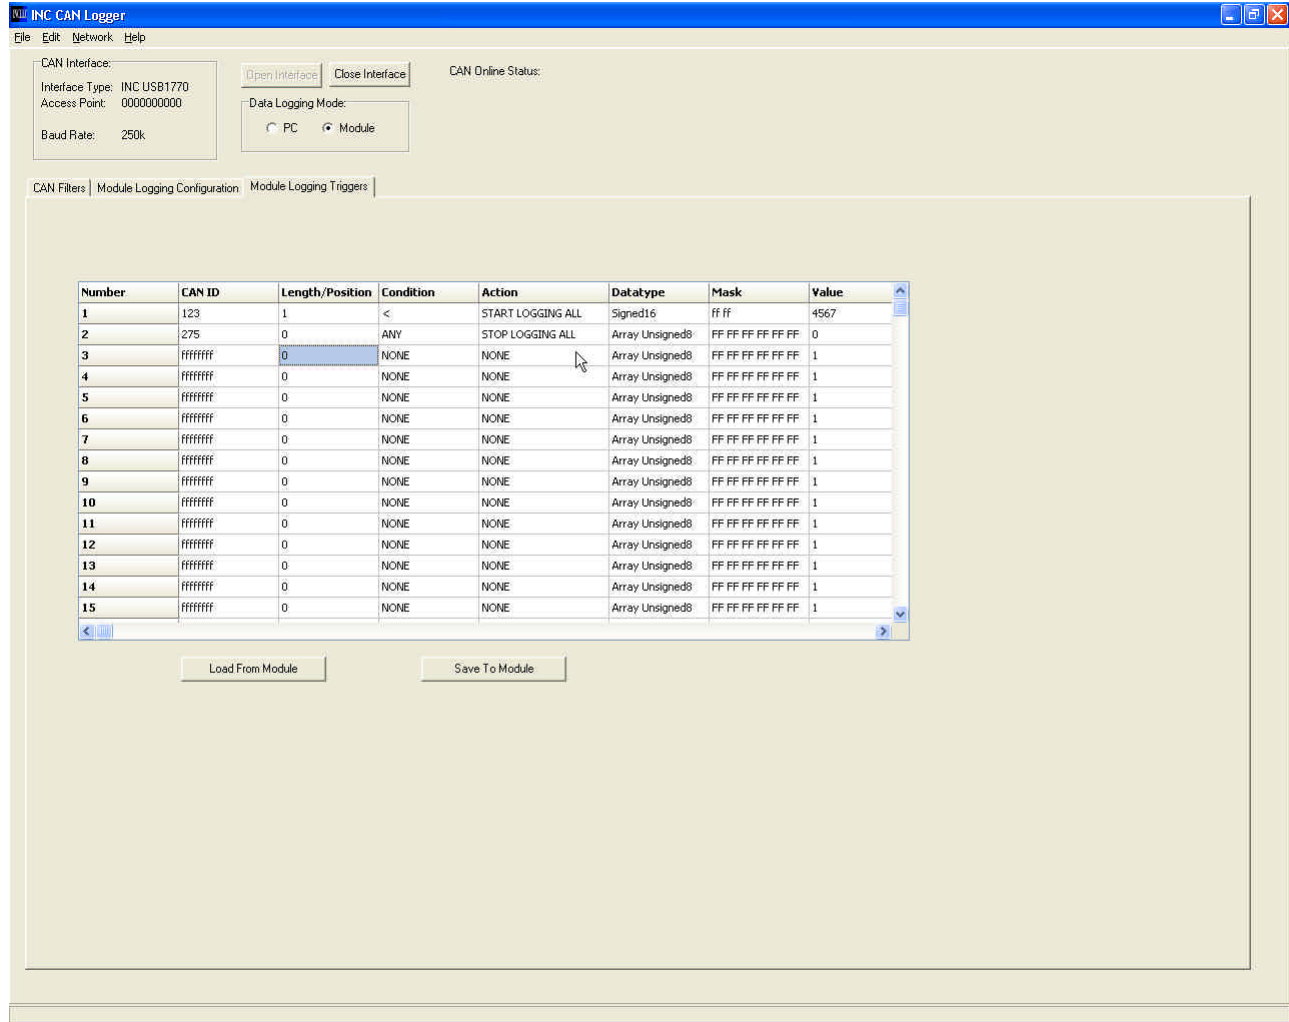 INC CAN Logger
File Edit Network Help
CAN Interface:
Interface Type: INC USB1770
Access Point: 0000000000
Baud Rate: 250k
Open Interface Close Interface
Data Logging Mode:
PC Module
CAN Online Status:
CAN Filters Module Logging Configuration Module Logging Triggers
Number CAN ID Length/Position Condition Action Datatype Mask Value
1 123 1 < START LOGGING ALL Signed16 ff ff 4567
2 275 0 ANY STOP LOGGING ALL Array Unsigned8 FF FF FF FF FF FF 0
3 ffffffff 0 NONE NONE Array Unsigned8 FF FF FF FF FF FF 1
4 ffffffff 0 NONE NONE Array Unsigned8 FF FF FF FF FF FF 1
5 ffffffff 0 NONE NONE Array Unsigned8 FF FF FF FF FF FF 1
6 ffffffff 0 NONE NONE Array Unsigned8 FF FF FF FF FF FF 1
7 ffffffff 0 NONE NONE Array Unsigned8 FF FF FF FF FF FF 1
8 ffffffff 0 NONE NONE Array Unsigned8 FF FF FF FF FF FF 1
9 ffffffff 0 NONE NONE Array Unsigned8 FF FF FF FF FF FF 1
10 ffffffff 0 NONE NONE Array Unsigned8 FF FF FF FF FF FF 1
11 ffffffff 0 NONE NONE Array Unsigned8 FF FF FF FF FF FF 1
12 ffffffff 0 NONE NONE Array Unsigned8 FF FF FF FF FF FF 1
13 ffffffff 0 NONE NONE Array Unsigned8 FF FF FF FF FF FF 1
14 ffffffff 0 NONE NONE Array Unsigned8 FF FF FF FF FF FF 1
15 ffffffff 0 NONE NONE Array Unsigned8 FF FF FF FF FF FF 1
Load From Module Save To Module